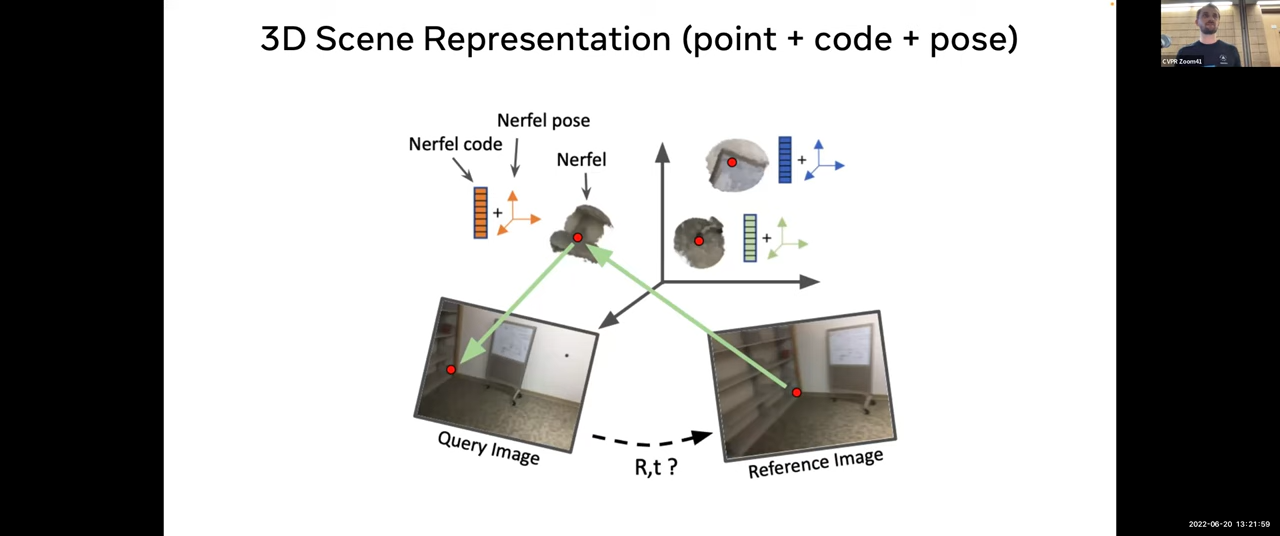 3D Scene Representation (point + code + pose)
CVPR Zoom41
Nerfel pose
Nerfel code
Nerfel
+
+
+
Query Image
R,t ?
Reference Image
2022-06-20 13:21:59